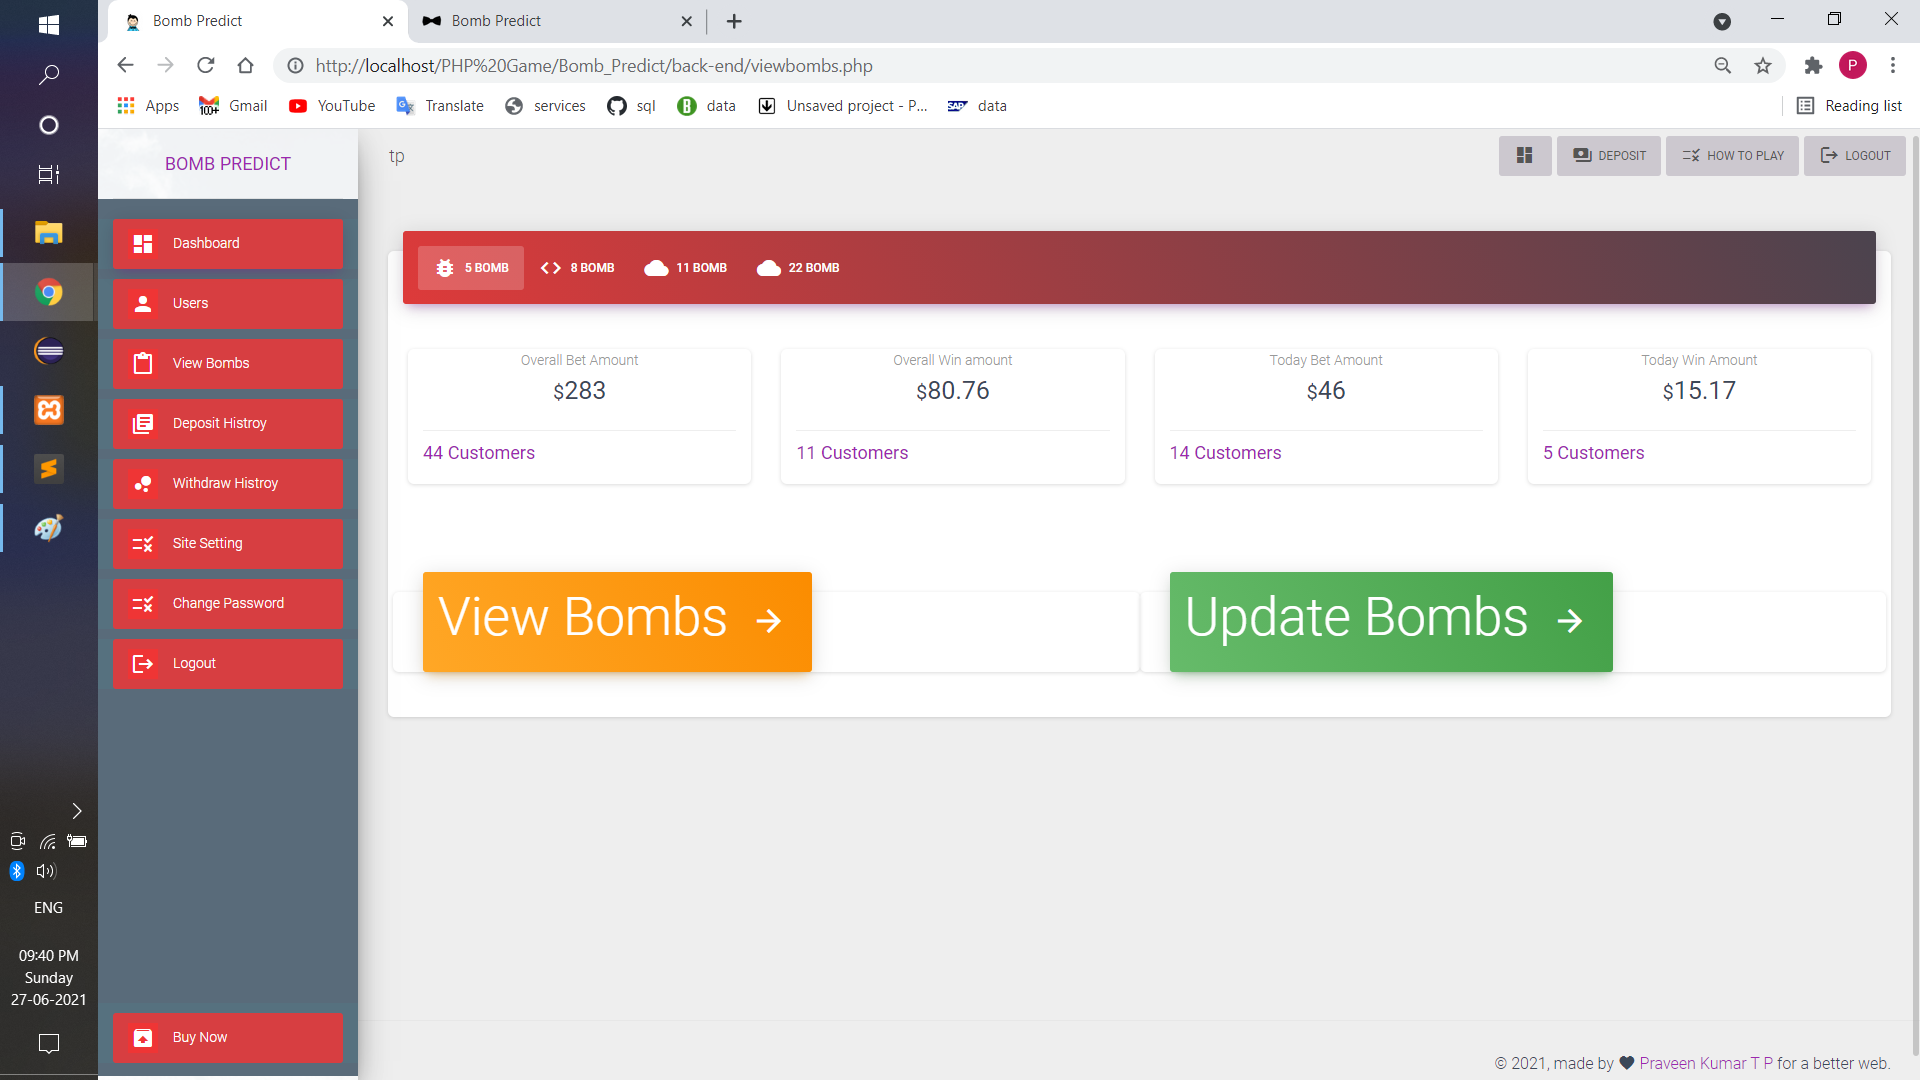 Bomb Predict
Bomb Predict
http://localhost/PHP%20Game/Bomb_Predict/back-end/viewbombs.php
P
Apps
100+
Gmail
YouTube
Translate
services
sql
data
Unsaved project - P...
SAP
data
Reading list
BOMB PREDICT
tp
DEPOSIT
HOW TO PLAY
LOGOUT
Dashboard
Users
View Bombs
Deposit Histroy
Withdraw Histroy
Site Setting
Change Password
Logout
Buy Now
5 BOMB
8 BOMB
11 BOMB
22 BOMB
Overall Bet Amount
$283
44 Customers
Overall Win amount
$80.76
11 Customers
Today Bet Amount
$46
14 Customers
Today Win Amount
$15.17
5 Customers
View Bombs
Update Bombs
ENG
09:40 PM
Sunday
27-06-2021
© 2021, made by Praveen Kumar T P for a better web.